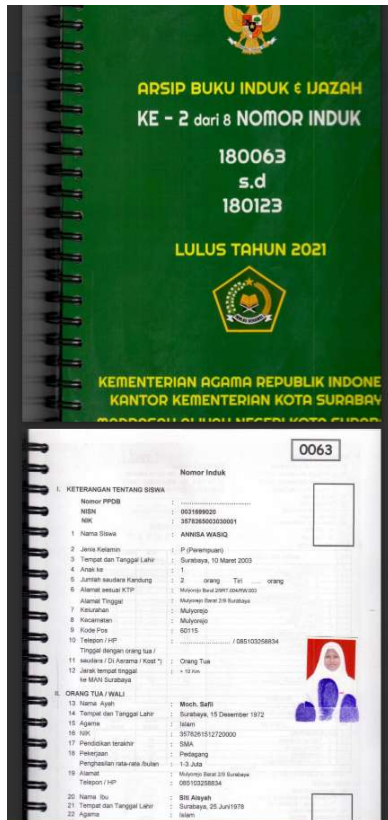 ARSIP BUKU INDUK & IJAZAH
KE - 2 dari 8 NOMOR INDUK
180063
s.d
180123
LULUS TAHUN 2021
KEMENTERIAN AGAMA REPUBLIK INDONE
KANTOR KEMENTERIAN KOTA SURABAY
0063
Nomor Induk
I. KETERANGAN TENTANG SISWA
Nomor PPDB : ..............................
NISN : 0031699020
NIK : 3578265003030001
1 Nama Siswa : ANNISA WASIQ
2 Jenis Kelamin : P (Perempuan)
3 Tempat dan Tanggal Lahir : Surabaya, 10 Maret 2003
4 Anak ke : 1
5 Jumlah saudara Kandung : 2 orang Tiri ..... orang
6 Alamat sesuai KTP : Mulyorejo Barat
Alamat Tinggal : Mulyorejo Barat 2/9 Surabaya
7 Kelurahan : Mulyorejo
8 Kecamatan : Mulyorejo
9 Kode Pos : 60115
10 Telepon / HP : .......................... / 085103258834
Tinggal dengan orang tua /
11 saudara / Di Asrama / Kost *) : Orang Tua
12 Jarak tempat tinggal : + 12 Km
ke MAN Surabaya
II. ORANG TUA / WALI
13 Nama Ayah : Moch. Safii
14 Tempat dan Tanggal Lahir : Surabaya, 15 Desember 1972
15 Agama : Islam
16 NIK : 3578261512720000
17 Pendidikan terakhir : SMA
18 Pekerjaan : Pedagang
Penghasilan rata-rata /bulan : 1-3 Juta
19 Alamat : Mulyorejo Barat 2/9 Surabaya
Telepon / HP : 085103258834
20 Nama Ibu : Siti Aisyah
21 Tempat dan Tanggal Lahir : Surabaya, 25 Juni1978
22 Agama : Islam